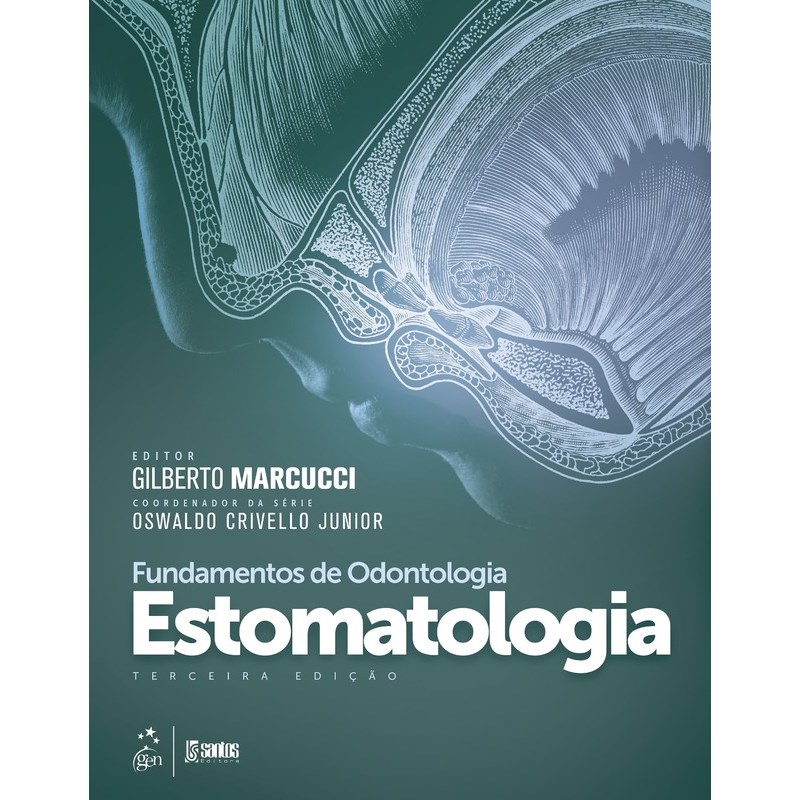 EDITOR
GILBERTO MARCUCCI
COORDENADOR DA SÉRIE
OSWALDO CRIVELLO JUNIOR
Fundamentos de Odontologia
Estomatologia
TERCEIRA EDIÇÃO
gen
santos
Editora